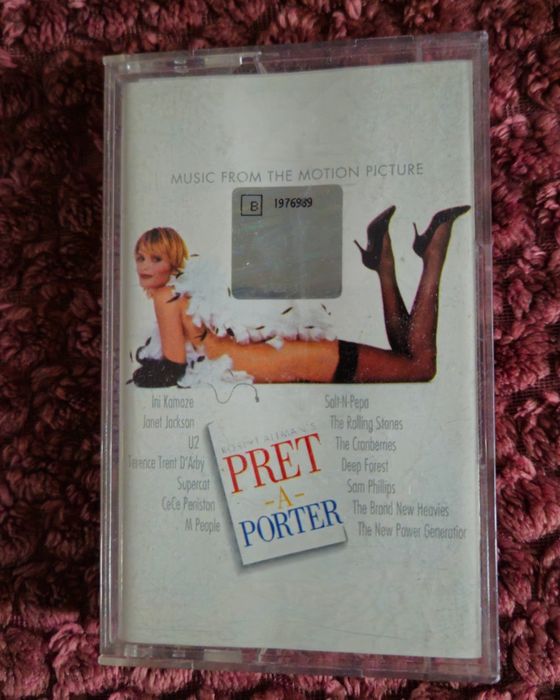 MUSIC FROM THE MOTION PICTURE
B 1976989
Ini Kamoze
Janet Jackson
U2
Terence Trent D'Arby
Supercat
CeCe Peniston
M People
ROBERT ALTMAN'S
PRET
-A-
PORTER
Salt-N-Pepa
The Rolling Stones
The Cranberries
Deep Forest
Sam Phillips
The Brand New Heavies
The New Power Generation